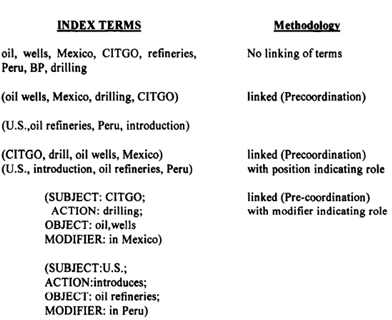 INDEX TERMS Methodology
oil, wells, Mexico, CITGO, refineries, No linking of terms
Peru, BP, drilling
(oil wells, Mexico, drilling, CITGO) linked (Precoordination)
(U.S.,oil refineries, Peru, introduction)
(CITGO, drill, oil wells, Mexico) linked (Precoordination)
(U.S., introduction, oil refineries, Peru) with position indicating role
(SUBJECT: CITGO; linked (Pre-coordination)
ACTION: drilling; with modifier indicating role
OBJECT: oil,wells
MODIFIER: in Mexico)
(SUBJECT:U.S.;
ACTION:introduces;
OBJECT: oil refineries;
MODIFIER: in Peru)